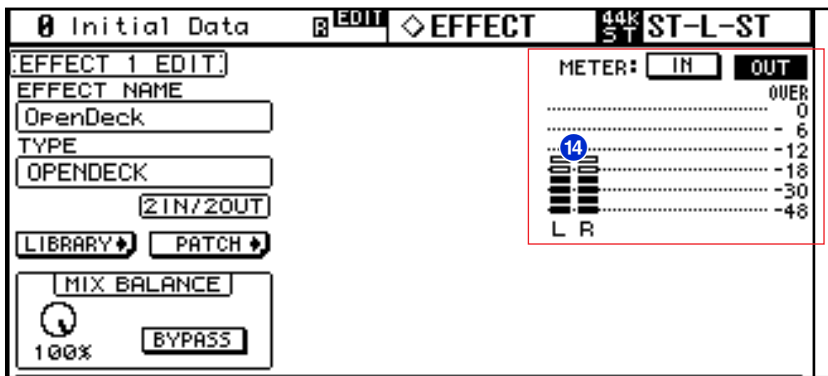 0 Initial Data R EDIT ◇EFFECT 44K ST ST-L-ST
EFFECT 1 EDIT
EFFECT NAME
OpenDeck
TYPE
OPENDECK
2IN/2OUT
LIBRARY PATCH
MIX BALANCE
100% BYPASS
METER: IN OUT
OVER
0
- 6
-12
14
-18
-30
-48
L R